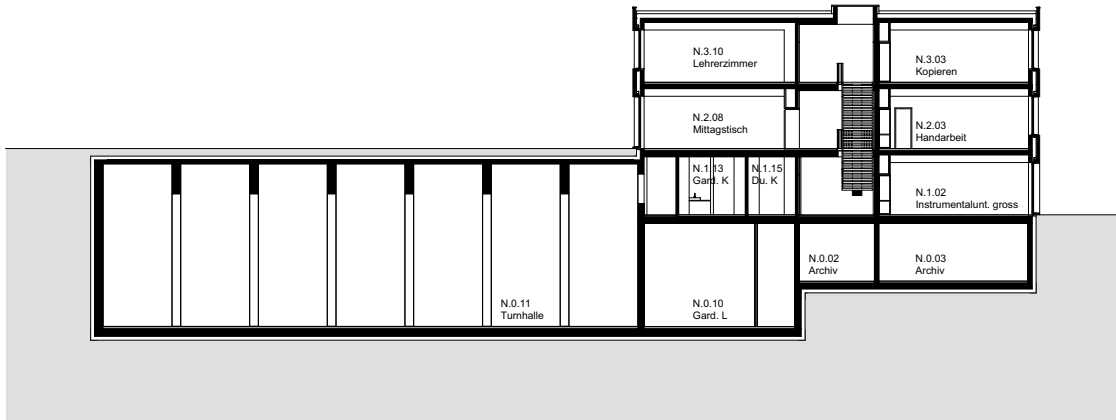 N.3.10
Lehrerzimmer
N.3.03
Kopieren
N.2.08
Mittagstisch
N.2.03
Handarbeit
N.1.13
Gard. K
N.1.15
Du. K
N.1.02
Instrumentalunt. gross
N.0.11
Turnhalle
N.0.10
Gard. L
N.0.02
Archiv
N.0.03
Archiv